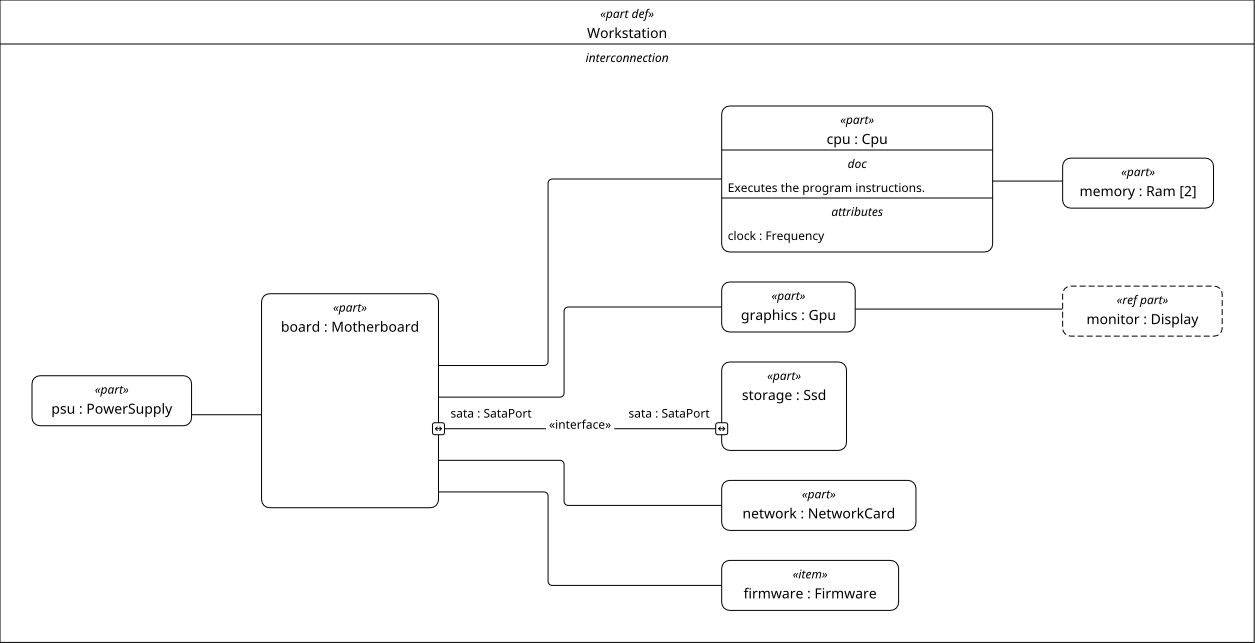 «part def»
Workstation
interconnection
«part»
cpu : Cpu
doc
Executes the program instructions.
attributes
clock : Frequency
«part»
memory : Ram [2]
«part»
graphics : Gpu
«ref part»
monitor : Display
«part»
board : Motherboard
«part»
psu : PowerSupply
«part»
storage : Ssd
sata : SataPort
«interface»
sata : SataPort
«part»
network : NetworkCard
«item»
firmware : Firmware